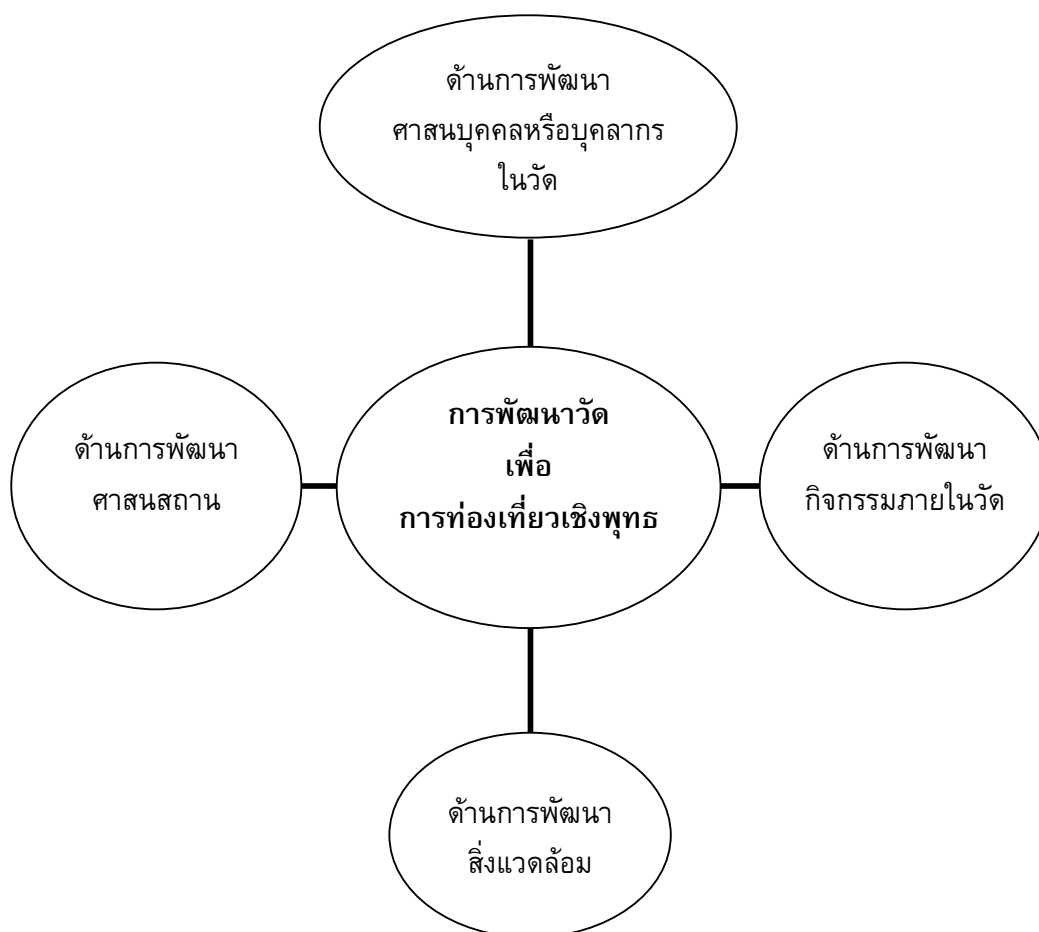 ด้านการพัฒนา
ศาสนบุคคลหรือบุคลากร
ในวัด
ด้านการพัฒนา
ศาสนสถาน
การพัฒนาวัด
เพื่อ
การท่องเที่ยวเชิงพุทธ
ด้านการพัฒนา
กิจกรรมภายในวัด
ด้านการพัฒนา
สิ่งแวดล้อม